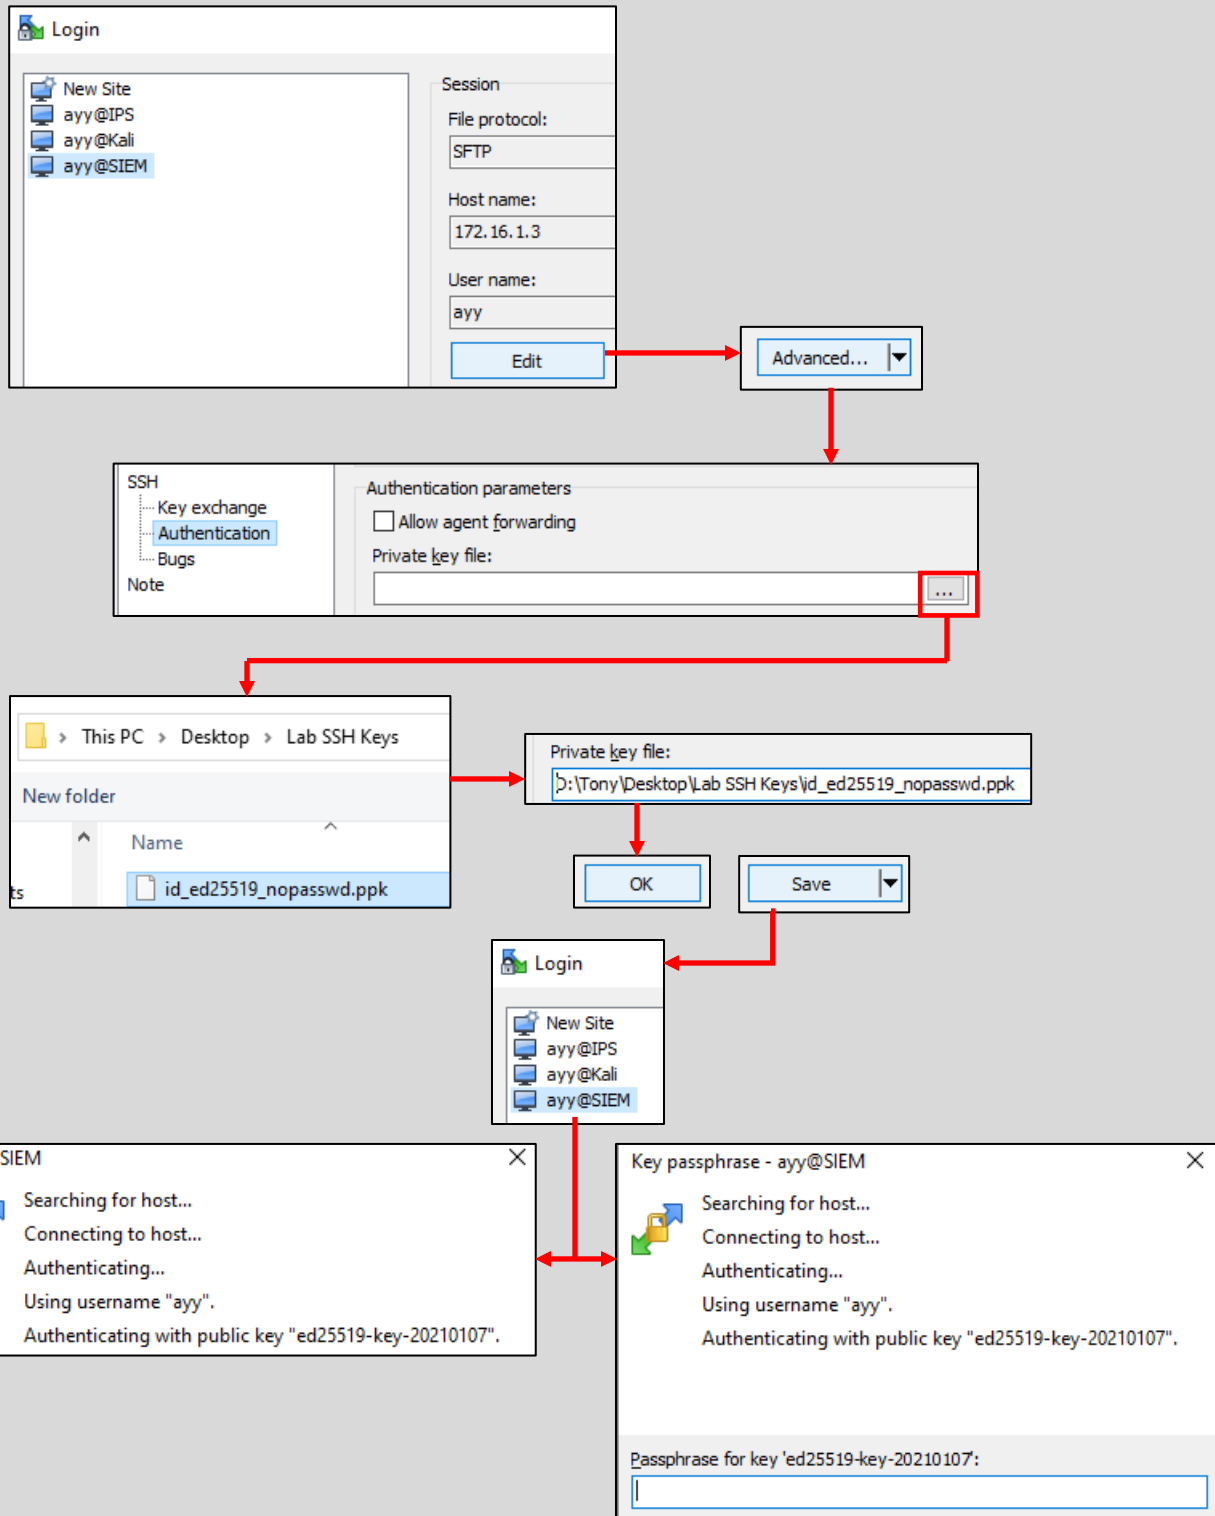 Login
New Site
ayy@IPS
ayy@Kali
ayy@SIEM
Session
File protocol:
SFTP
Host name:
172.16.1.3
User name:
ayy
Edit
Advanced...
SSH
Key exchange
Authentication
Bugs
Note
Authentication parameters
Allow agent forwarding
Private key file:
...
This PC > Desktop > Lab SSH Keys
New folder
Name
ts
id_ed25519_nopasswd.ppk
Private key file:
D:\Tony\Desktop\Lab SSH Keys\id_ed25519_nopasswd.ppk
OK
Save
Login
New Site
ayy@IPS
ayy@Kali
ayy@SIEM
SIEM
Searching for host...
Connecting to host...
Authenticating...
Using username "ayy".
Authenticating with public key "ed25519-key-20210107".
Key passphrase - ayy@SIEM
Searching for host...
Connecting to host...
Authenticating...
Using username "ayy".
Authenticating with public key "ed25519-key-20210107".
Passphrase for key 'ed25519-key-20210107':